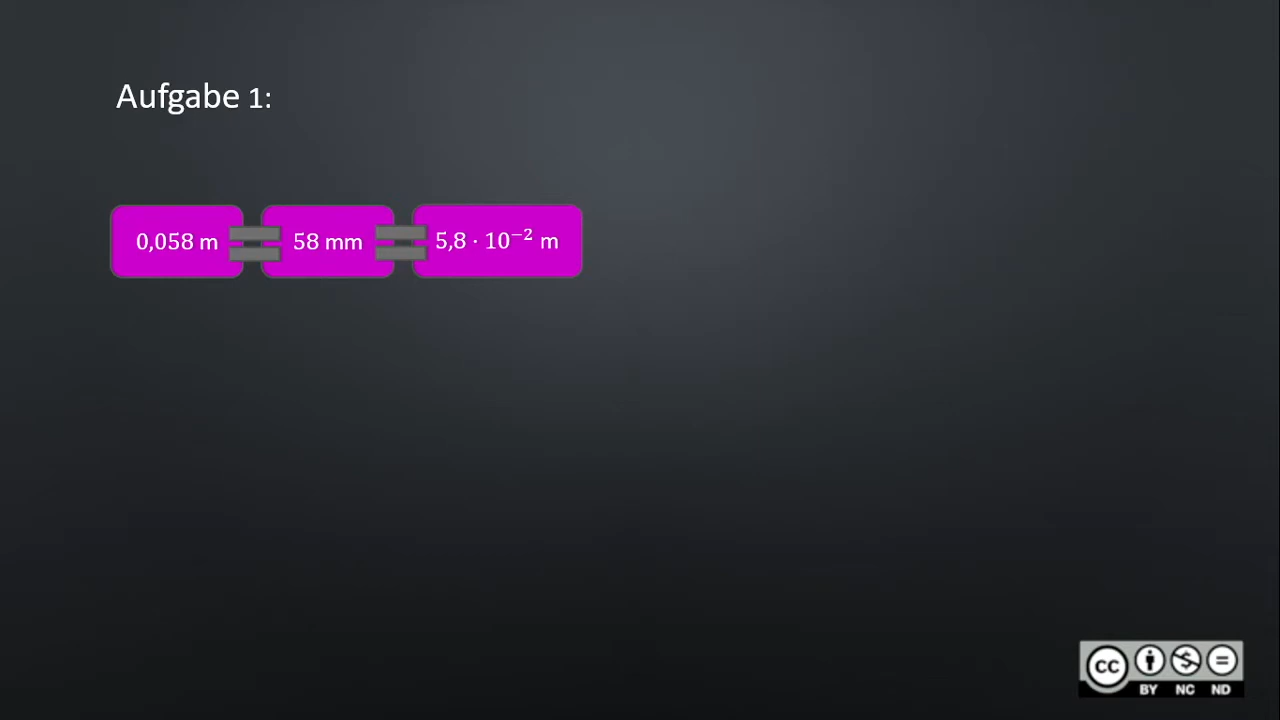 Aufgabe 1:
0,058 m = 58 mm = 5,8 · 10⁻² m
cc BY NC ND